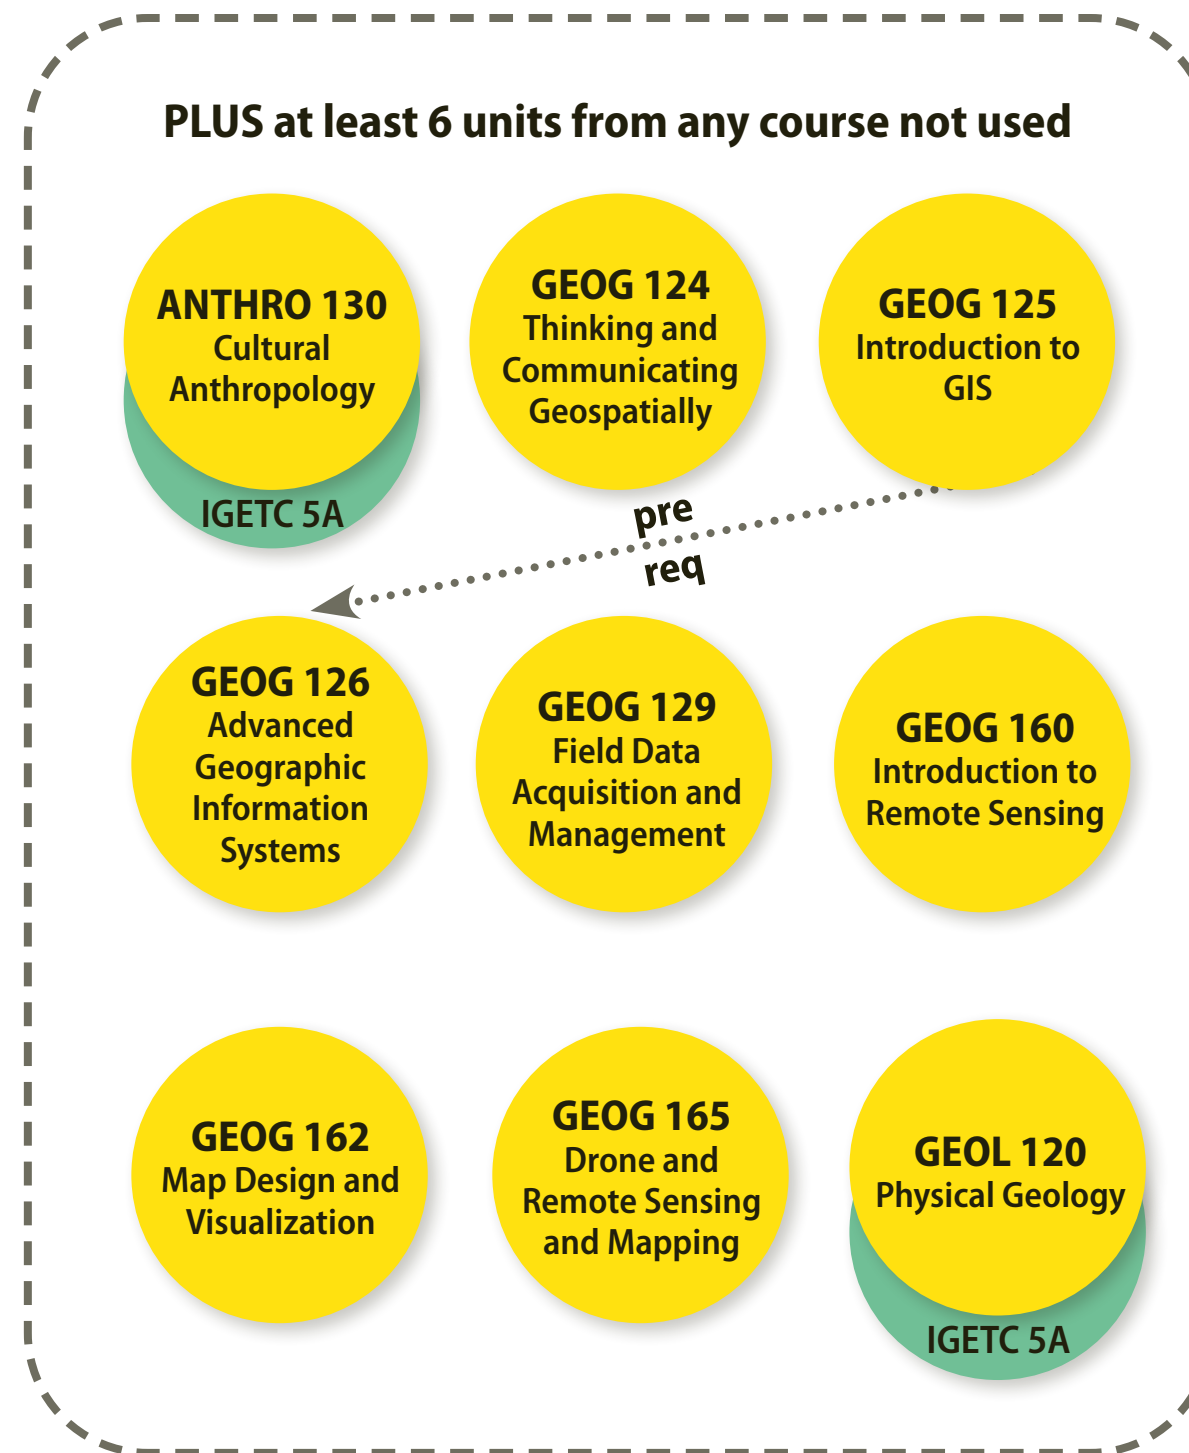 PLUS at least 6 units from any course not used
ANTHRO 130
Cultural
Anthropology
IGETC 5A
GEOG 124
Thinking and
Communicating
Geospatially
GEOG 125
Introduction to
GIS
pre
req
GEOG 126
Advanced
Geographic
Information
Systems
GEOG 129
Field Data
Acquisition and
Management
GEOG 160
Introduction to
Remote Sensing
GEOG 162
Map Design and
Visualization
GEOG 165
Drone and
Remote Sensing
and Mapping
GEOL 120
Physical Geology
IGETC 5A